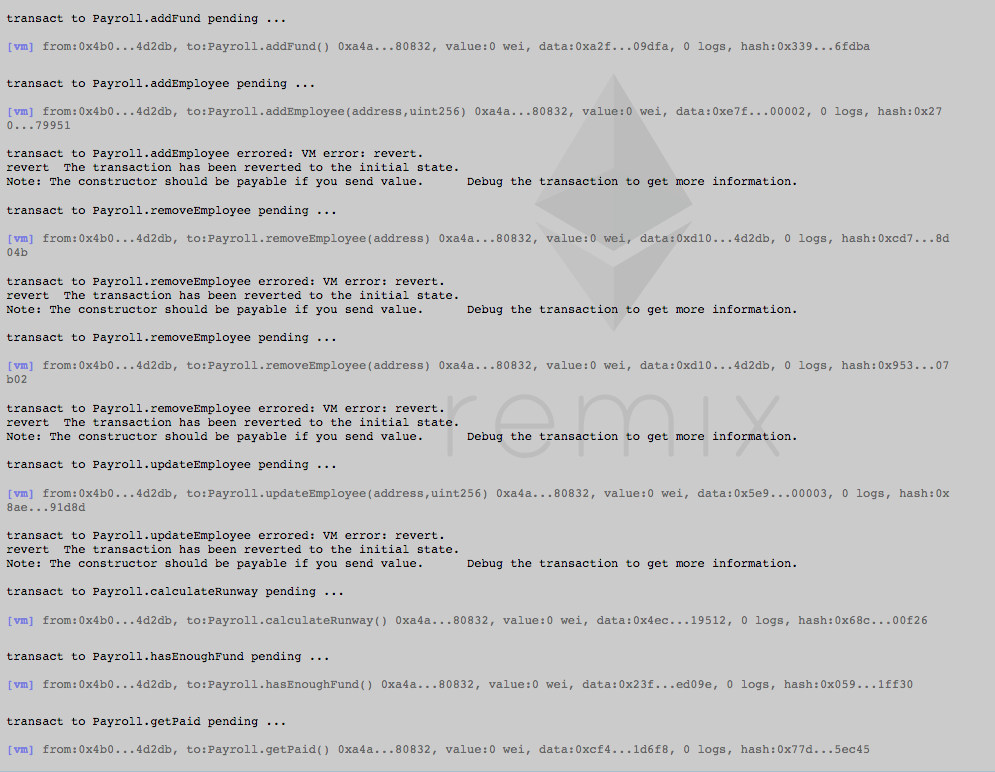 transact to Payroll.addFund pending ...
[vm] from:0x4b0...4d2db, to:Payroll.addFund() 0xa4a...80832, value:0 wei, data:0xa2f...09dfa, 0 logs, hash:0x339...6fdba
transact to Payroll.addEmployee pending ...
[vm] from:0x4b0...4d2db, to:Payroll.addEmployee(address,uint256) 0xa4a...80832, value:0 wei, data:0xe7f...00002, 0 logs, hash:0x27
0...79951
transact to Payroll.addEmployee errored: VM error: revert.
revert  The transaction has been reverted to the initial state.
Note: The constructor should be payable if you send value.      Debug the transaction to get more information.
transact to Payroll.removeEmployee pending ...
[vm] from:0x4b0...4d2db, to:Payroll.removeEmployee(address) 0xa4a...80832, value:0 wei, data:0xd10...4d2db, 0 logs, hash:0xcd7...8d
04b
transact to Payroll.removeEmployee errored: VM error: revert.
revert  The transaction has been reverted to the initial state.
Note: The constructor should be payable if you send value.      Debug the transaction to get more information.
transact to Payroll.removeEmployee pending ...
[vm] from:0x4b0...4d2db, to:Payroll.removeEmployee(address) 0xa4a...80832, value:0 wei, data:0xd10...4d2db, 0 logs, hash:0x953...07
b02
transact to Payroll.removeEmployee errored: VM error: revert.
revert  The transaction has been reverted to the initial state.
Note: The constructor should be payable if you send value.      Debug the transaction to get more information.
remix
transact to Payroll.updateEmployee pending ...
[vm] from:0x4b0...4d2db, to:Payroll.updateEmployee(address,uint256) 0xa4a...80832, value:0 wei, data:0x5e9...00003, 0 logs, hash:0x
8ae...91d8d
transact to Payroll.updateEmployee errored: VM error: revert.
revert  The transaction has been reverted to the initial state.
Note: The constructor should be payable if you send value.      Debug the transaction to get more information.
transact to Payroll.calculateRunway pending ...
[vm] from:0x4b0...4d2db, to:Payroll.calculateRunway() 0xa4a...80832, value:0 wei, data:0x4ec...19512, 0 logs, hash:0x68c...00f26
transact to Payroll.hasEnoughFund pending ...
[vm] from:0x4b0...4d2db, to:Payroll.hasEnoughFund() 0xa4a...80832, value:0 wei, data:0x23f...ed09e, 0 logs, hash:0x059...1ff30
transact to Payroll.getPaid pending ...
[vm] from:0x4b0...4d2db, to:Payroll.getPaid() 0xa4a...80832, value:0 wei, data:0xcf4...1d6f8, 0 logs, hash:0x77d...5ec45